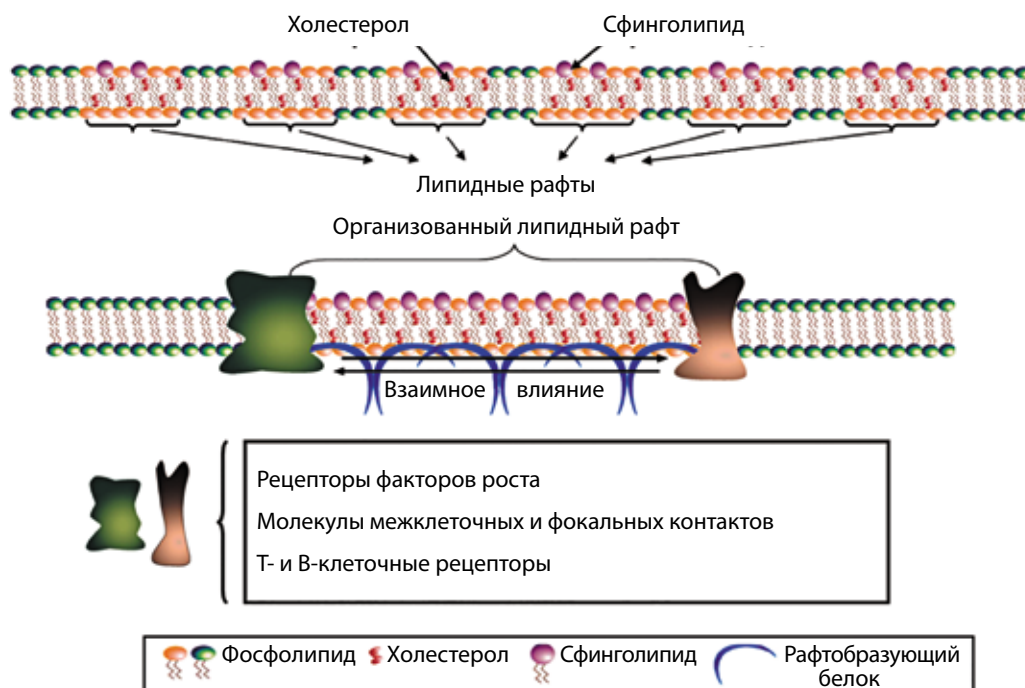 Холестерол
Сфинголипид
Липидные рафты
Организованный липидный рафт
Взаимное влияние
Рецепторы факторов роста
Молекулы межклеточных и фокальных контактов
Т- и В-клеточные рецепторы
Фосфолипид
Холестерол
Сфинголипид
Рафтобразующий
белок